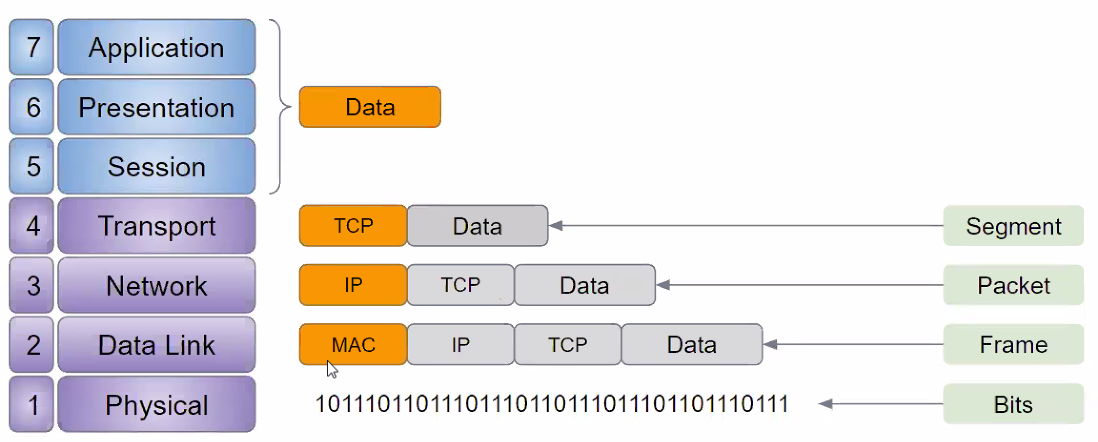 7 Application
6 Presentation Data
5 Session
4 Transport TCP Data Segment
3 Network IP TCP Data Packet
2 Data Link MAC IP TCP Data Frame
1 Physical 10111011011101110110111011101101110111 Bits